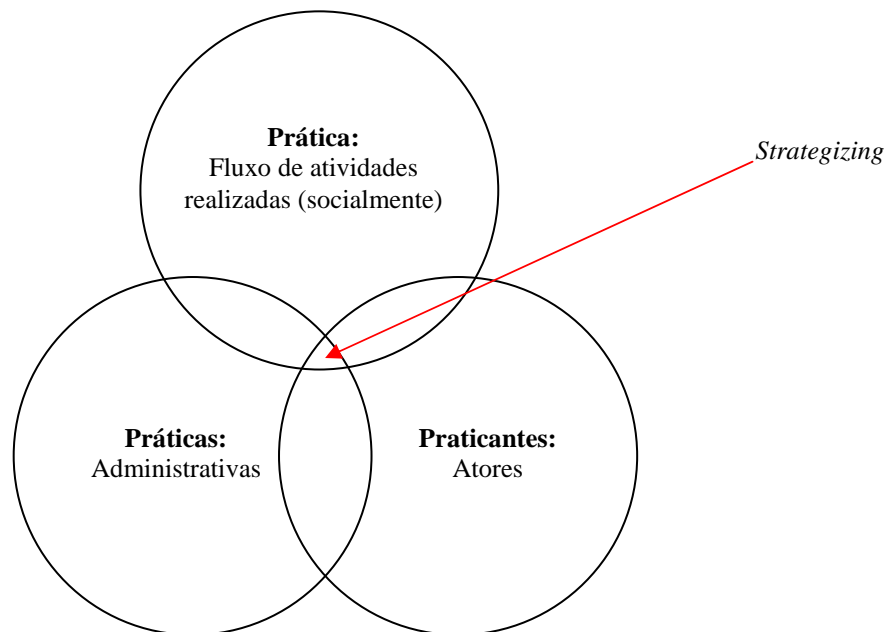 Prática:
Fluxo de atividades
realizadas (socialmente)
Strategizing
Práticas:
Administrativas
Praticantes:
Atores